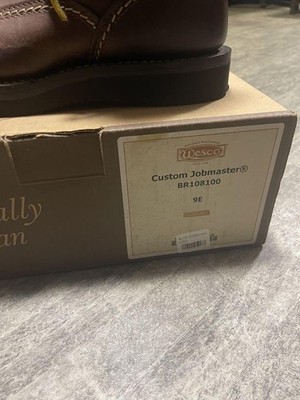 Wesco
Custom Jobmaster®
BR108100
9E
ally
an